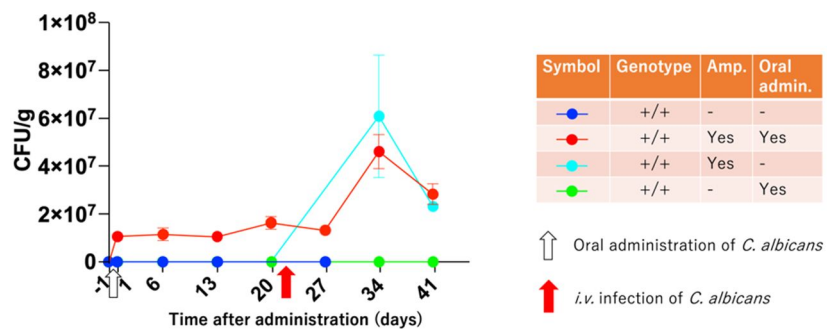 1×10⁸
8×10⁷
6×10⁷
4×10⁷
2×10⁷
0
CFU/g
-1 1 6 13 20 27 34 41
Time after administration (days)
Symbol Genotype Amp. Oral admin.
+/+ - -
+/+ Yes Yes
+/+ Yes -
+/+ - Yes
Oral administration of C. albicans
i.v. infection of C. albicans